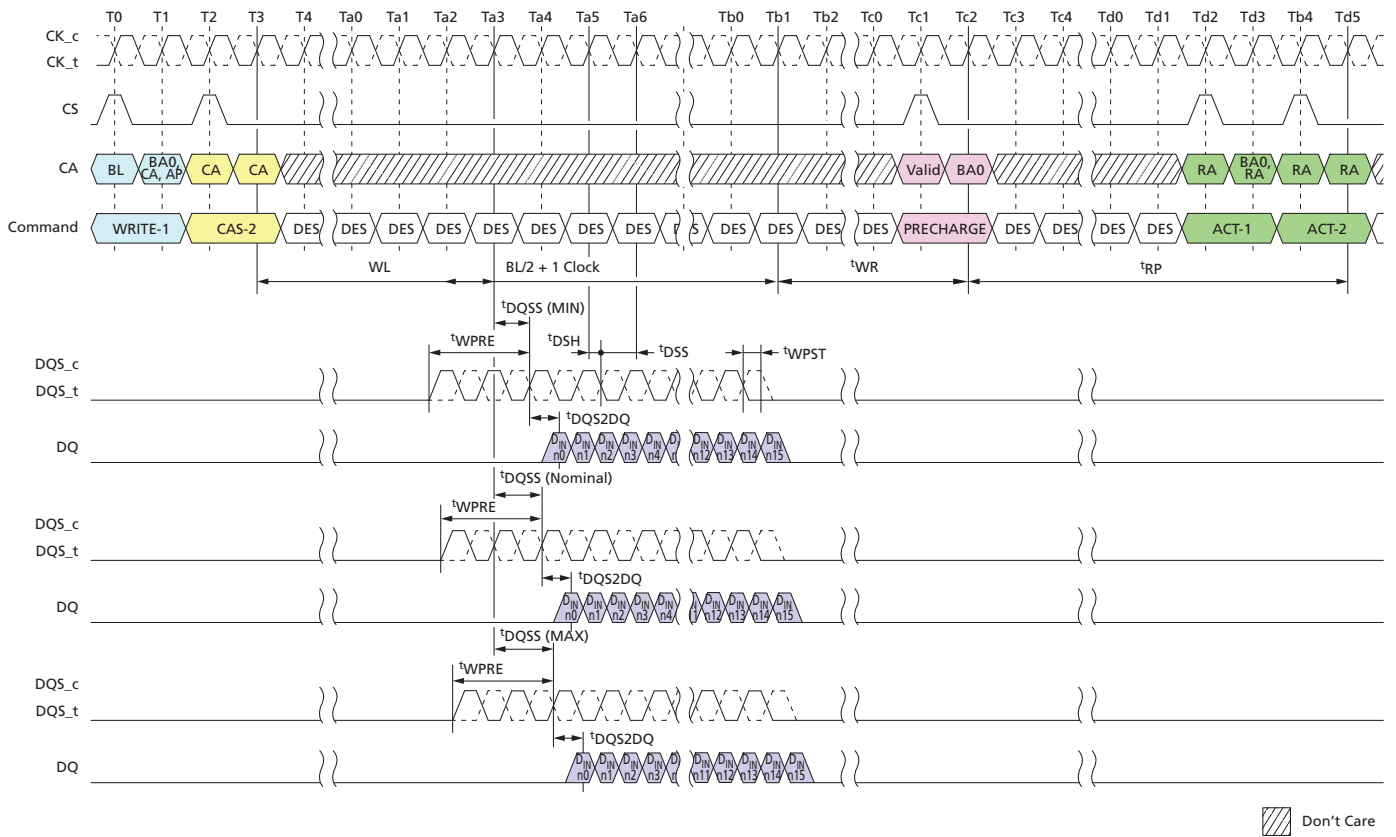 T0 T1 T2 T3 T4 Ta0 Ta1 Ta2 Ta3 Ta4 Ta5 Ta6 Tb0 Tb1 Tb2 Tc0 Tc1 Tc2 Tc3 Tc4 Td0 Td1 Td2 Td3 Tb4 Td5
CK_c
CK_t
CS
CA BL BA0, CA, AP CA CA Valid BA0 RA BA0, RA RA RA
Command WRITE-1 CAS-2 DES DES DES DES DES DES DES DES DES DES DES DES PRECHARGE DES DES DES DES ACT-1 ACT-2
WL BL/2 + 1 Clock tWR tRP
tDQSS (MIN)
tWPRE tDSH tDSS tWPST
DQS_c
DQS_t
tDQS2DQ
DQ DIN n0 DIN n1 DIN n2 DIN n3 DIN n4 DIN n12 DIN n13 DIN n14 DIN n15
tDQSS (Nominal)
tWPRE
DQS_c
DQS_t
tDQS2DQ
DQ DIN n0 DIN n1 DIN n2 DIN n3 DIN n4 DIN n12 DIN n13 DIN n14 DIN n15
tDQSS (MAX)
tWPRE
DQS_c
DQS_t
tDQS2DQ
DQ DIN n0 DIN n1 DIN n2 DIN n3 DIN n11 DIN n12 DIN n13 DIN n14 DIN n15
Don't Care